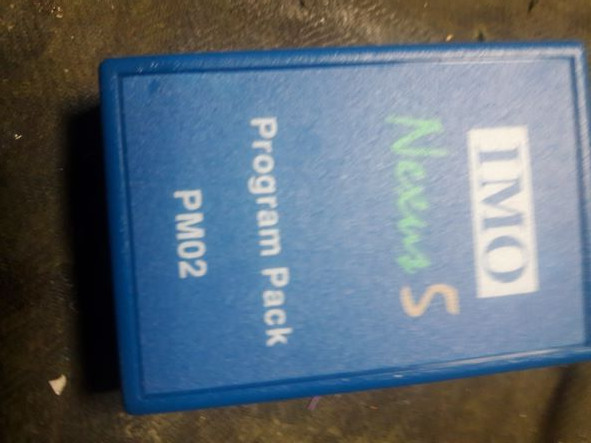 IMO
Nexus S
Program Pack
PM02